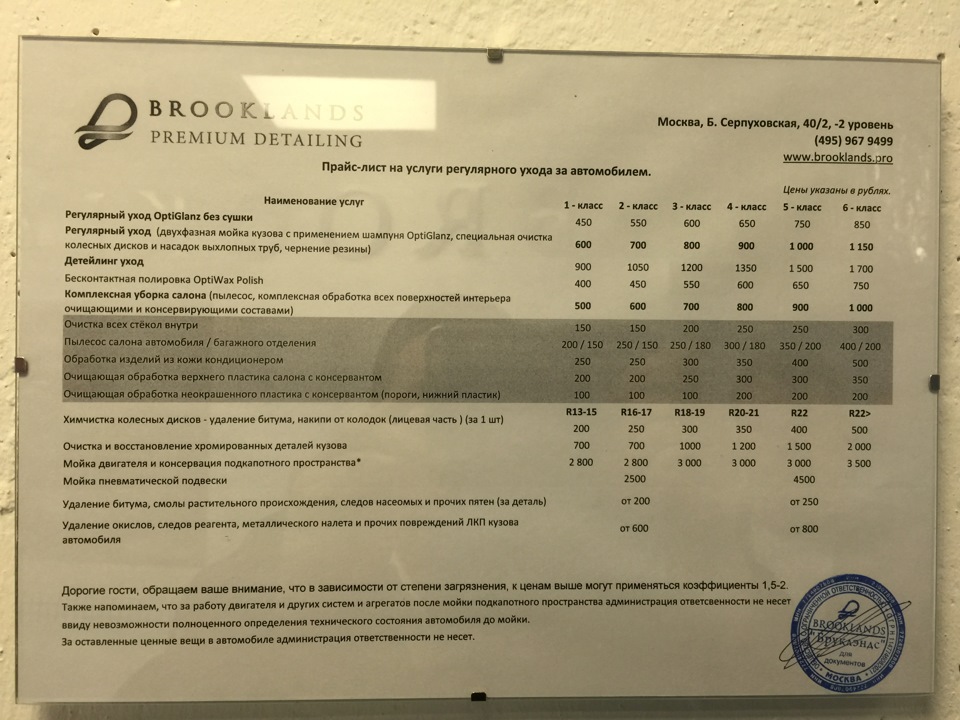 BROOKLANDS
PREMIUM DETAILING
Москва, Б. Серпуховская, 40/2, -2 уровень
(495) 967 9499
www.brooklands.pro
Прайс-лист на услуги регулярного ухода за автомобилем.
Цены указаны в рублях.
Наименование услуг 1 - класс 2 - класс 3 - класс 4 - класс 5 - класс 6 - класс
Регулярный уход OptiGlanz без сушки 450 550 600 650 750 850
Регулярный уход (двухфазная мойка кузова с применением шампуня OptiGlanz, специальная очистка
колесных дисков и насадок выхлопных труб, чернение резины) 600 700 800 900 1 000 1 150
Детейлинг уход 900 1050 1200 1350 1 500 1 700
Бесконтактная полировка OptiWax Polish 400 450 550 600 650 750
Комплексная уборка салона (пылесос, комплексная обработка всех поверхностей интерьера
очищающими и консервирующими составами) 500 600 700 800 900 1 000
Очистка всех стёкол внутри 150 150 200 250 250 300
Пылесос салона автомобиля / багажного отделения 200 / 150 250 / 150 250 / 180 300 / 180 350 / 200 400 / 200
Обработка изделий из кожи кондиционером 250 250 300 350 400 500
Очищающая обработка верхнего пластика салона с консервантом 200 200 250 300 300 350
Очищающая обработка неокрашенного пластика с консервантом (пороги, нижний пластик) 100 100 100 200 200 200
R13-15 R16-17 R18-19 R20-21 R22 R22>
Химчистка колесных дисков - удаление битума, накипи от колодок (лицевая часть ) (за 1 шт) 200 250 300 350 400 500
Очистка и восстановление хромированных деталей кузова 700 700 1000 1 200 1 500 2 000
Мойка двигателя и консервация подкапотного пространства* 2 800 2 800 3 000 3 000 3 000 3 500
Мойка пневматической подвески 2500 4500
Удаление битума, смолы растительного происхождения, следов насеомых и прочих пятен (за деталь) от 200 от 250
Удаление окислов, следов реагента, металлического налета и прочих повреждений ЛКП кузова
автомобиля от 600 от 800
Дорогие гости, обращаем ваше внимание, что в зависимости от степени загрязнения, к ценам выше могут применяться коэффициенты 1,5-2.
Также напоминаем, что за работу двигателя и других систем и агрегатов после мойки подкапотного пространства администрация ответсвенности не несет
ввиду невозможности полноценного определения технического состояния автомобиля до мойки.
За оставленные ценные вещи в автомобиле администрация ответственности не несет.
BROOKLANDS
"Бруклэндс"
для
документов
МОСКВА